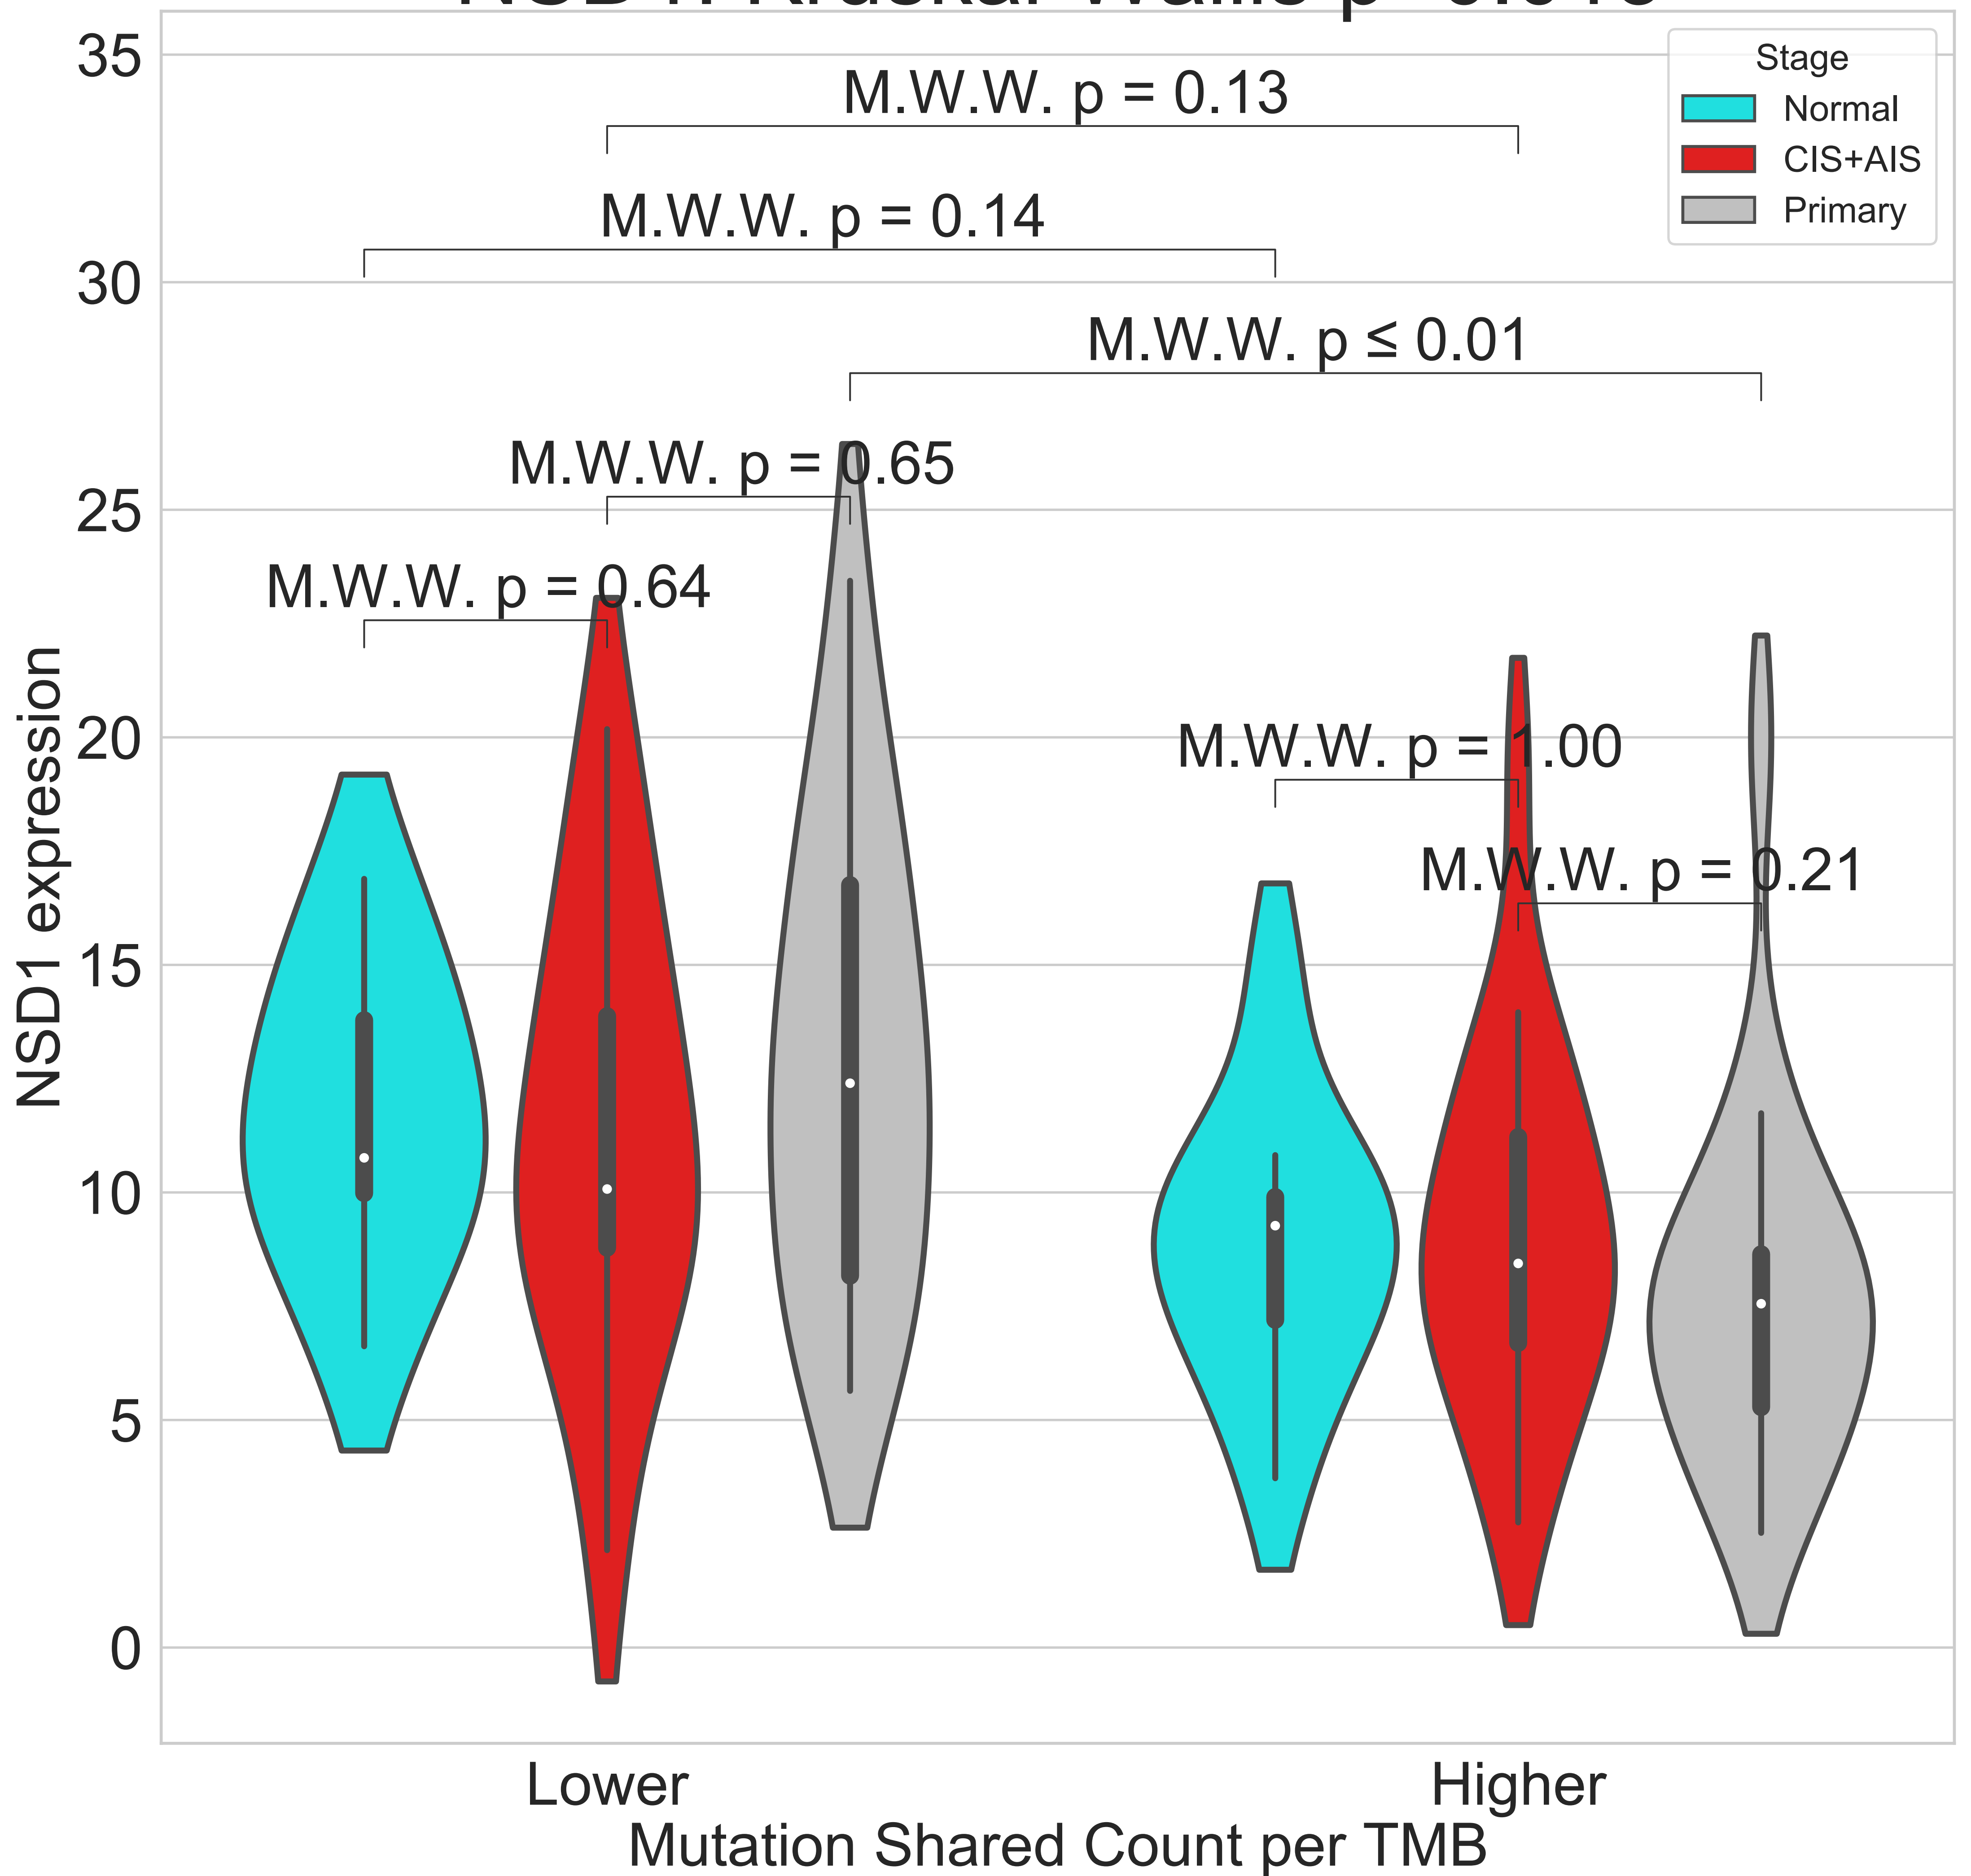 35
30
25
20
15
10
5
0
NSD1 expression
M.W.W. p = 0.13
M.W.W. p = 0.14
M.W.W. p ≤ 0.01
M.W.W. p = 0.65
M.W.W. p = 0.64
M.W.W. p = 1.00
M.W.W. p = 0.21
Stage
Normal
CIS+AIS
Primary
Lower
Higher
Mutation Shared Count per TMB